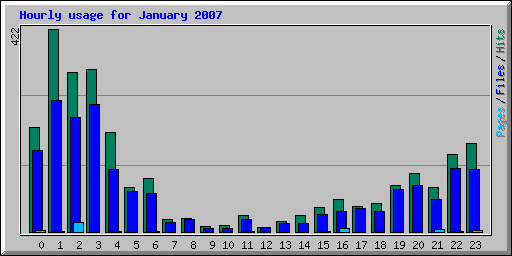 Hourly usage for January 2007
422
Pages/Files/Hits
0 1 2 3 4 5 6 7 8 9 10 11 12 13 14 15 16 17 18 19 20 21 22 23